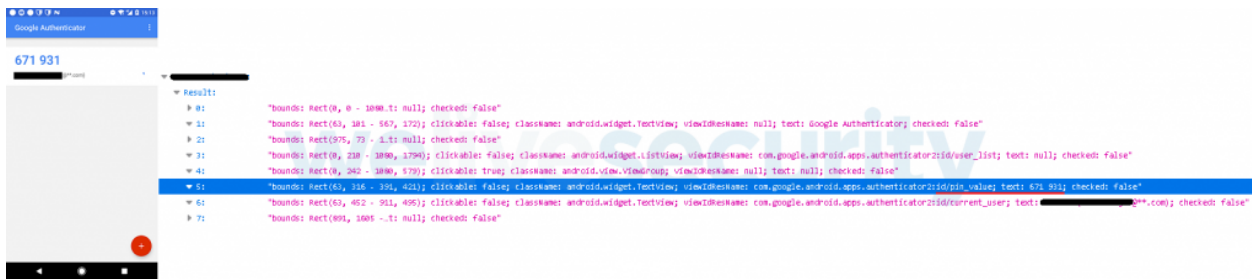 16:13
Google Authenticator
671 931
@**.com)
Result:
0: "bounds: Rect(0, 0 - 1080…t: null; checked: false"
1: "bounds: Rect(63, 101 - 567, 172); clickable: false; className: android.widget.TextView; viewIdResName: null; text: Google Authenticator; checked: false"
2: "bounds: Rect(975, 73 - 1…t: null; checked: false"
3: "bounds: Rect(0, 210 - 1080, 1794); clickable: false; className: android.widget.ListView; viewIdResName: com.google.android.apps.authenticator2:id/user_list; text: null; checked: false"
4: "bounds: Rect(0, 242 - 1080, 579); clickable: true; className: android.view.ViewGroup; viewIdResName: null; text: null; checked: false"
5: "bounds: Rect(63, 316 - 391, 421); clickable: false; className: android.widget.TextView; viewIdResName: com.google.android.apps.authenticator2:id/pin_value; text: 671 931; checked: false"
6: "bounds: Rect(63, 452 - 911, 495); clickable: false; className: android.widget.TextView; viewIdResName: com.google.android.apps.authenticator2:id/current_user; text: @**.com); checked: false"
7: "bounds: Rect(891, 1605 -…t: null; checked: false"
welivesecurity